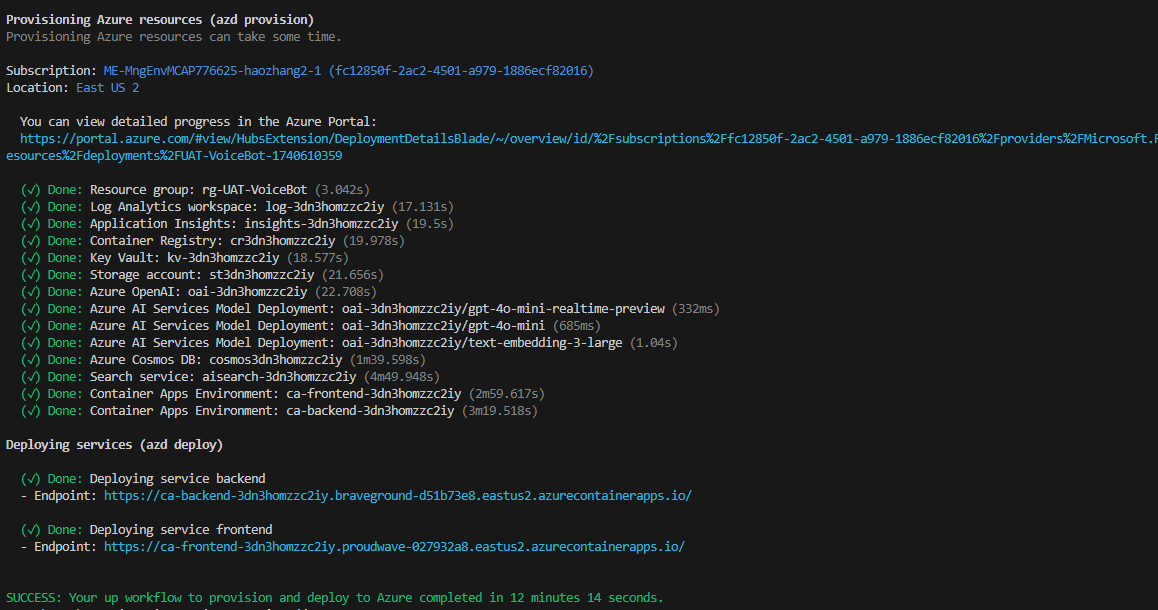 Provisioning Azure resources (azd provision)
Provisioning Azure resources can take some time.
Subscription: ME-MngEnvMCAP776625-haozhang2-1 (fc12850f-2ac2-4501-a979-1886ecf82016)
Location: East US 2
You can view detailed progress in the Azure Portal:
https://portal.azure.com/#view/HubsExtension/DeploymentDetailsBlade/~/overview/id/%2Fsubscriptions%2Ffc12850f-2ac2-4501-a979-1886ecf82016%2Fproviders%2FMicrosoft.R
esources%2Fdeployments%2FUAT-VoiceBot-1740610359
(✓) Done: Resource group: rg-UAT-VoiceBot (3.042s)
(✓) Done: Log Analytics workspace: log-3dn3homzzc2iy (17.131s)
(✓) Done: Application Insights: insights-3dn3homzzc2iy (19.5s)
(✓) Done: Container Registry: cr3dn3homzzc2iy (19.978s)
(✓) Done: Key Vault: kv-3dn3homzzc2iy (18.577s)
(✓) Done: Storage account: st3dn3homzzc2iy (21.656s)
(✓) Done: Azure OpenAI: oai-3dn3homzzc2iy (22.708s)
(✓) Done: Azure AI Services Model Deployment: oai-3dn3homzzc2iy/gpt-4o-mini-realtime-preview (332ms)
(✓) Done: Azure AI Services Model Deployment: oai-3dn3homzzc2iy/gpt-4o-mini (685ms)
(✓) Done: Azure AI Services Model Deployment: oai-3dn3homzzc2iy/text-embedding-3-large (1.04s)
(✓) Done: Azure Cosmos DB: cosmos3dn3homzzc2iy (1m39.598s)
(✓) Done: Search service: aisearch-3dn3homzzc2iy (4m49.948s)
(✓) Done: Container Apps Environment: ca-frontend-3dn3homzzc2iy (2m59.617s)
(✓) Done: Container Apps Environment: ca-backend-3dn3homzzc2iy (3m19.518s)
Deploying services (azd deploy)
(✓) Done: Deploying service backend
- Endpoint: https://ca-backend-3dn3homzzc2iy.braveground-d51b73e8.eastus2.azurecontainerapps.io/
(✓) Done: Deploying service frontend
- Endpoint: https://ca-frontend-3dn3homzzc2iy.proudwave-027932a8.eastus2.azurecontainerapps.io/
SUCCESS: Your up workflow to provision and deploy to Azure completed in 12 minutes 14 seconds.